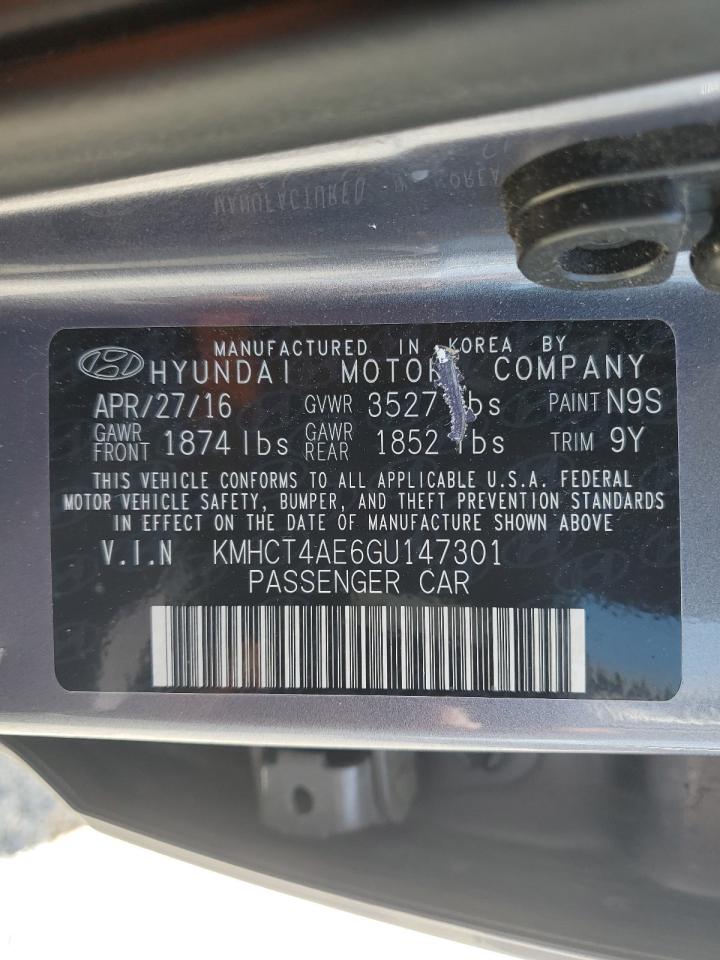 MANUFACTURED IN KOREA BY
HYUNDAI MOTOR COMPANY
APR/27/16 GVWR 3527 lbs PAINT N9S
GAWR FRONT 1874 lbs GAWR REAR 1852 lbs TRIM 9Y
THIS VEHICLE CONFORMS TO ALL APPLICABLE U.S.A. FEDERAL
MOTOR VEHICLE SAFETY, BUMPER, AND THEFT PREVENTION STANDARDS
IN EFFECT ON THE DATE OF MANUFACTURE SHOWN ABOVE
V.I.N KMHCT4AE6GU147301
PASSENGER CAR